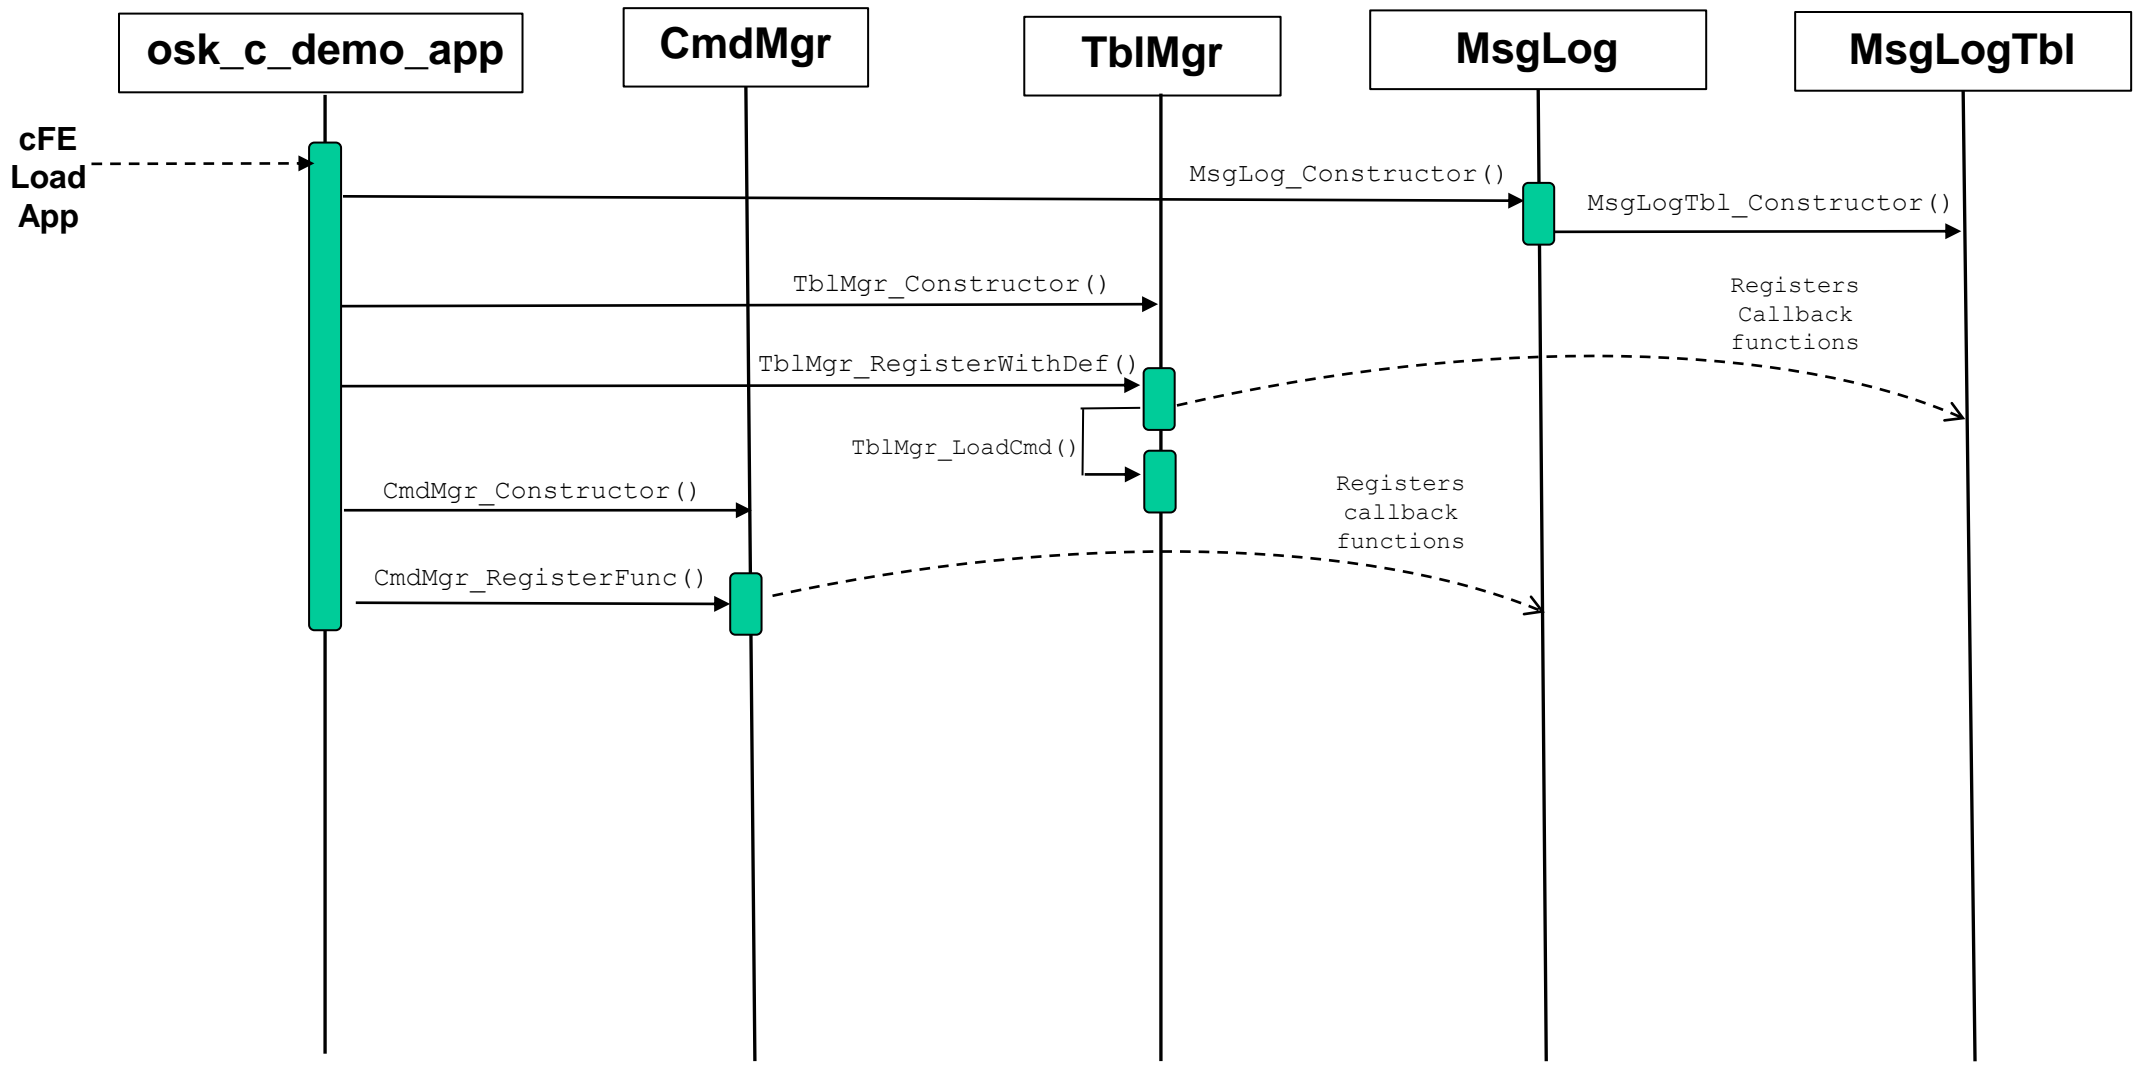 osk_c_demo_app
CmdMgr
TblMgr
MsgLog
MsgLogTbl
cFE
Load
App
MsgLog_Constructor()
MsgLogTbl_Constructor()
TblMgr_Constructor()
Registers
Callback
functions
TblMgr_RegisterWithDef()
TblMgr_LoadCmd()
CmdMgr_Constructor()
Registers
callback
functions
CmdMgr_RegisterFunc()